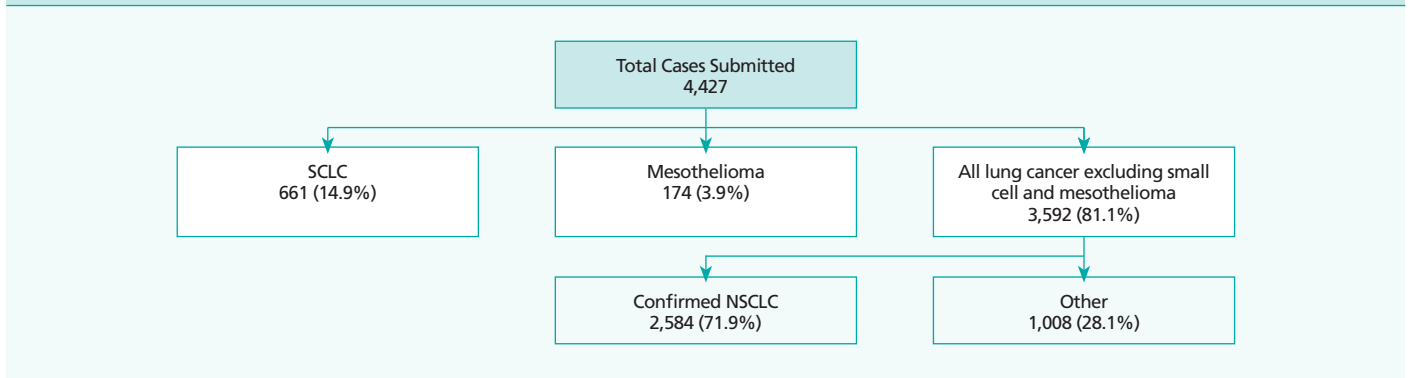 Total Cases Submitted
4,427
SCLC
661 (14.9%)
Mesothelioma
174 (3.9%)
All lung cancer excluding small
cell and mesothelioma
3,592 (81.1%)
Confirmed NSCLC
2,584 (71.9%)
Other
1,008 (28.1%)